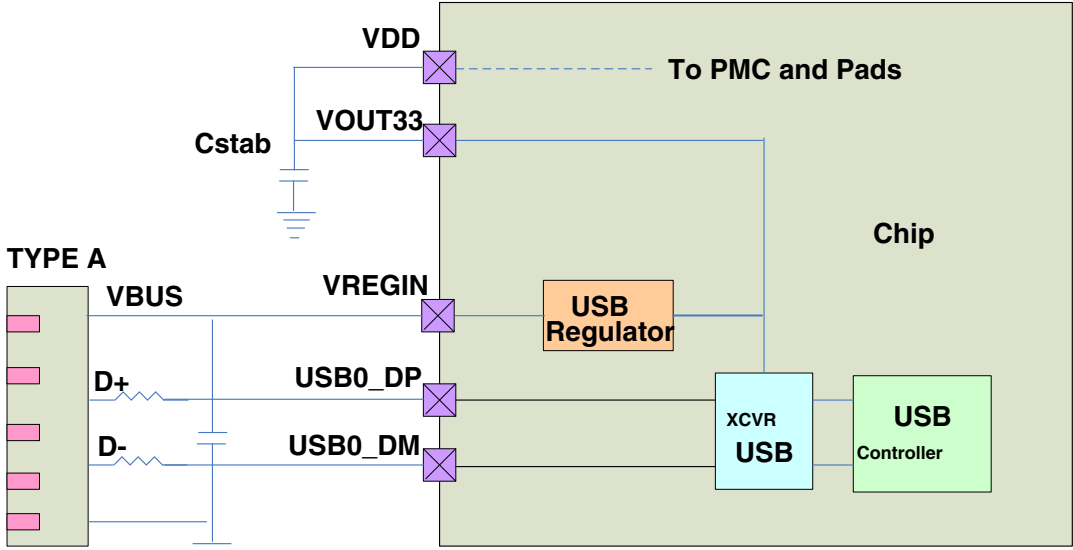 VDD
To PMC and Pads
VOUT33
Cstab
Chip
TYPE A
VBUS
VREGIN
USB
Regulator
D+
USB0_DP
D-
USB0_DM
XCVR
USB
USB
Controller